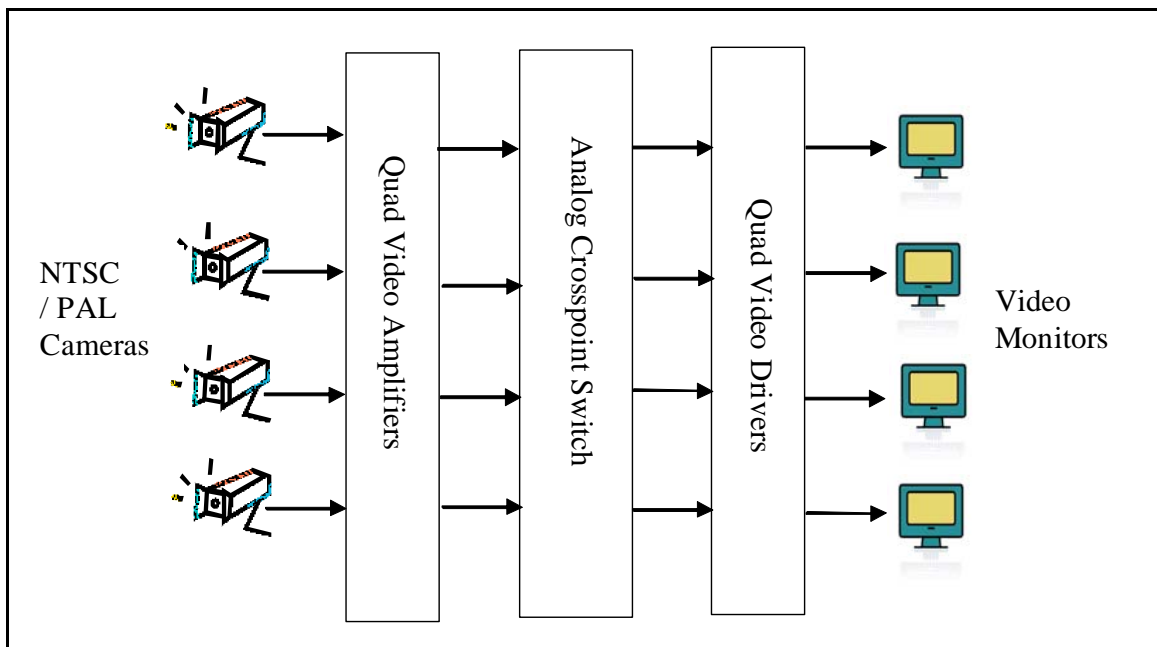 NTSC
/ PAL
Cameras
Quad Video Amplifiers
Analog Crosspoint Switch
Quad Video Drivers
Video
Monitors